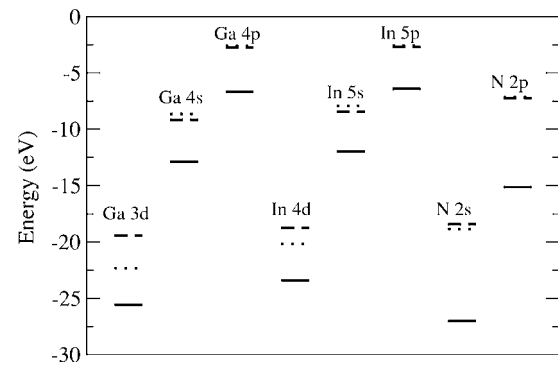 0
Ga 4p
In 5p
-5
Ga 4s
In 5s
N 2p
-10
Energy (eV)
-15
Ga 3d
In 4d
N 2s
-20
-25
-30